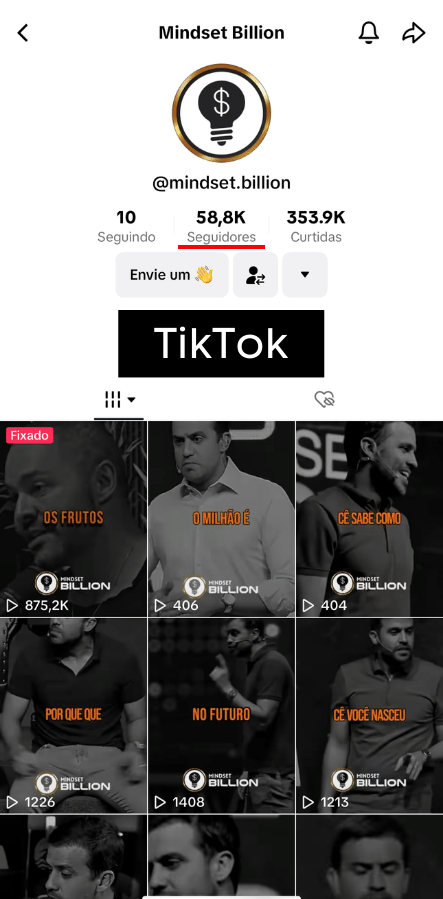 Mindset Billion
$
@mindset.billion
10 58,8K 353.9K
Seguindo Seguidores Curtidas
Envie um 👋
TikTok
Fixado
OS FRUTOS
MINDSET
BILLION
875,2K
O MILHÃO É
MINDSET
BILLION
406
SE
CÊ SABE COMO
MINDSET
BILLION
404
POR QUE QUE
MINDSET
BILLION
1226
NO FUTURO
MINDSET
BILLION
1408
CÊ VOCÊ NASCEU
MINDSET
BILLION
1213